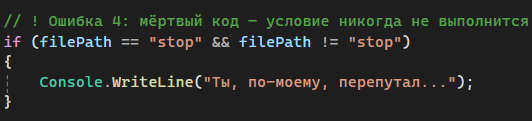 // ! Ошибка 4: мёртвый код — условие никогда не выполнится
if (filePath == "stop" && filePath != "stop")
{
Console.WriteLine("Ты, по-моему, перепутал...");
}